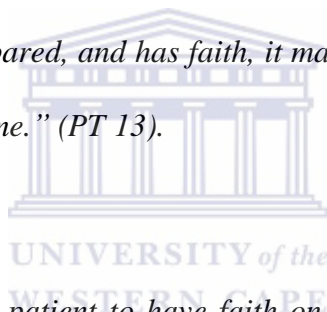 pared, and has faith, it ma
ne.” (PT 13).
UNIVERSITY of the
patient to have faith on
WESTERN CAPE